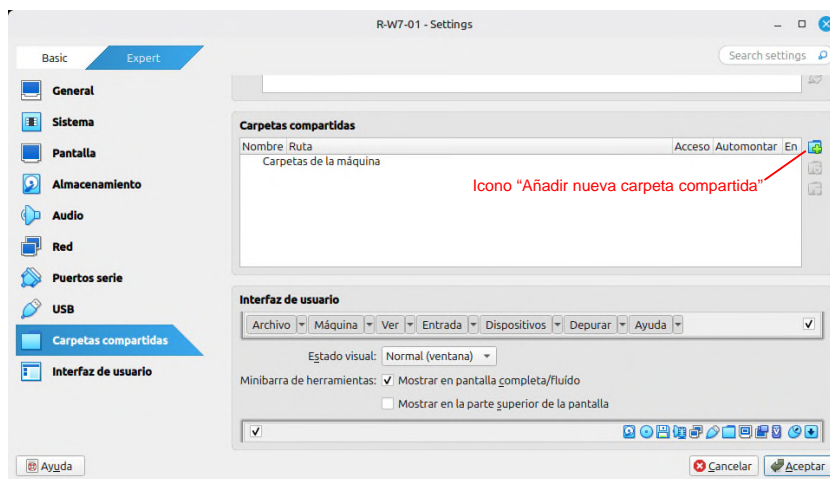 R-W7-01 - Settings
Basic Expert Search settings
General
Sistema
Pantalla
Almacenamiento
Audio
Red
Puertos serie
USB
Carpetas compartidas
Interfaz de usuario
Carpetas compartidas
Nombre Ruta Acceso Automontar En
Carpetas de la máquina
Icono “Añadir nueva carpeta compartida”
Interfaz de usuario
Archivo Máquina Ver Entrada Dispositivos Depurar Ayuda
Estado visual: Normal (ventana)
Minibarra de herramientas: Mostrar en pantalla completa/fluído
Mostrar en la parte superior de la pantalla
Ayuda Cancelar Aceptar